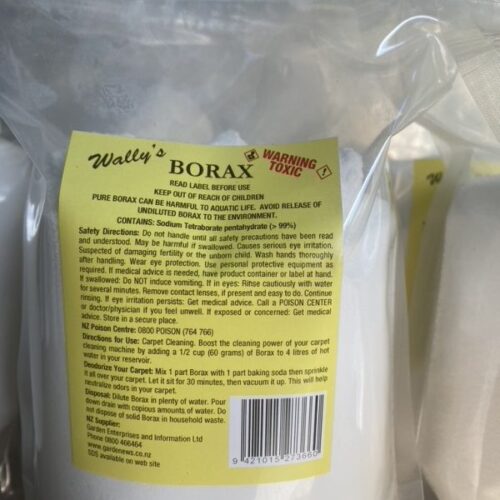 Wally's BORAX WARNING TOXIC
READ LABEL BEFORE USE
KEEP OUT OF REACH OF CHILDREN
PURE BORAX CAN BE HARMFUL TO AQUATIC LIFE. AVOID RELEASE OF
UNDILUTED BORAX TO THE ENVIRONMENT.
CONTAINS: Sodium Tetraborate pentahydrate (> 99%)
Safety Directions: Do not handle until all safety precautions have been read
and understood. May be harmful if swallowed. Causes serious eye irritation.
Suspected of damaging fertility or the unborn child. Wash hands thoroughly
after handling. Wear eye protection. Use personal protective equipment as
required. If medical advice is needed, have product container or label at hand.
If swallowed: Do NOT induce vomiting. If in eyes: Rinse cautiously with water
for several minutes. Remove contact lenses, if present and easy to do. Continue
rinsing. If eye irritation persists: Get medical advice. Call a POISON CENTER
or doctor/physician if you feel unwell. If exposed or concerned: Get medical
advice. Store in a secure place.
NZ Poison Centre: 0800 POISON (764 766)
Directions for Use: Carpet Cleaning. Boost the cleaning power of your carpet
cleaning machine by adding a 1/2 cup (60 grams) of Borax to 4 litres of hot
water in your reservoir.
Deodorize Your Carpet: Mix 1 part Borax with 1 part baking soda then sprinkle
it all over your carpet. Let it sit for 30 minutes, then vacuum it up. This will help
neutralize odors in your carpet.
Disposal: Dilute Borax in plenty of water. Pour
down drain with copious amounts of water. Do
not dispose of solid Borax in household waste.
NZ Supplier:
Garden Enterprises and Information Ltd
Phone 0800 466464
www.gardenews.co.nz
SDS available on web site
9 421015 273660
W